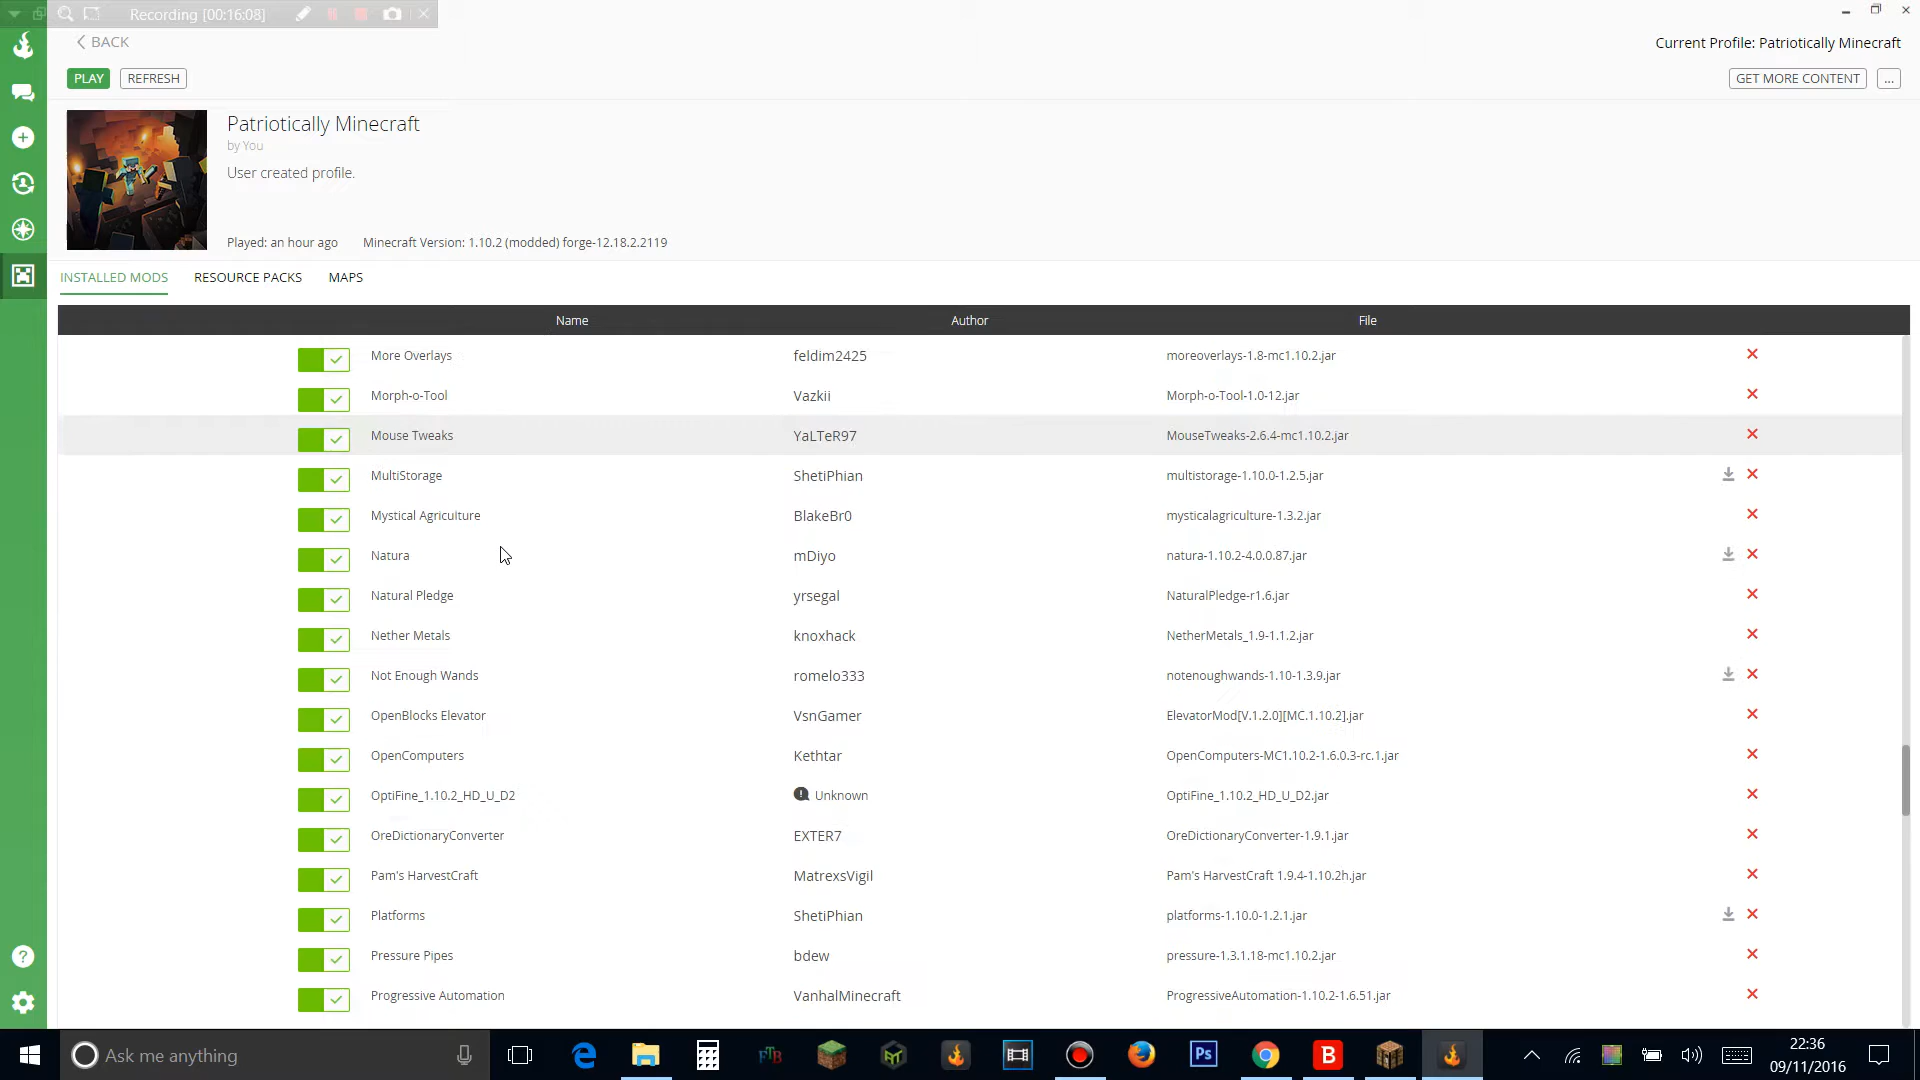 Recording [00:16:08]
BACK
Current Profile: Patriotically Minecraft
PLAY REFRESH GET MORE CONTENT ...
Patriotically Minecraft
by You
User created profile.
Played: an hour ago Minecraft Version: 1.10.2 (modded) forge-12.18.2.2119
INSTALLED MODS RESOURCE PACKS MAPS
Name Author File
More Overlays feldim2425 moreoverlays-1.8-mc1.10.2.jar
Morph-o-Tool Vazkii Morph-o-Tool-1.0-12.jar
Mouse Tweaks YaLTeR97 MouseTweaks-2.6.4-mc1.10.2.jar
MultiStorage ShetiPhian multistorage-1.10.0-1.2.5.jar
Mystical Agriculture BlakeBr0 mysticalagriculture-1.3.2.jar
Natura mDiyo natura-1.10.2-4.0.0.87.jar
Natural Pledge yrsegal NaturalPledge-r1.6.jar
Nether Metals knoxhack NetherMetals_1.9-1.1.2.jar
Not Enough Wands romelo333 notenoughwands-1.10-1.3.9.jar
OpenBlocks Elevator VsnGamer ElevatorMod[V.1.2.0][MC.1.10.2].jar
OpenComputers Kethtar OpenComputers-MC1.10.2-1.6.0.3-rc.1.jar
OptiFine_1.10.2_HD_U_D2 Unknown OptiFine_1.10.2_HD_U_D2.jar
OreDictionaryConverter EXTER7 OreDictionaryConverter-1.9.1.jar
Pam's HarvestCraft MatrexsVigil Pam's HarvestCraft 1.9.4-1.10.2h.jar
Platforms ShetiPhian platforms-1.10.0-1.2.1.jar
Pressure Pipes bdew pressure-1.3.1.18-mc1.10.2.jar
Progressive Automation VanhalMinecraft ProgressiveAutomation-1.10.2-1.6.51.jar
Ask me anything
FTB
Ps
B
22:36
09/11/2016